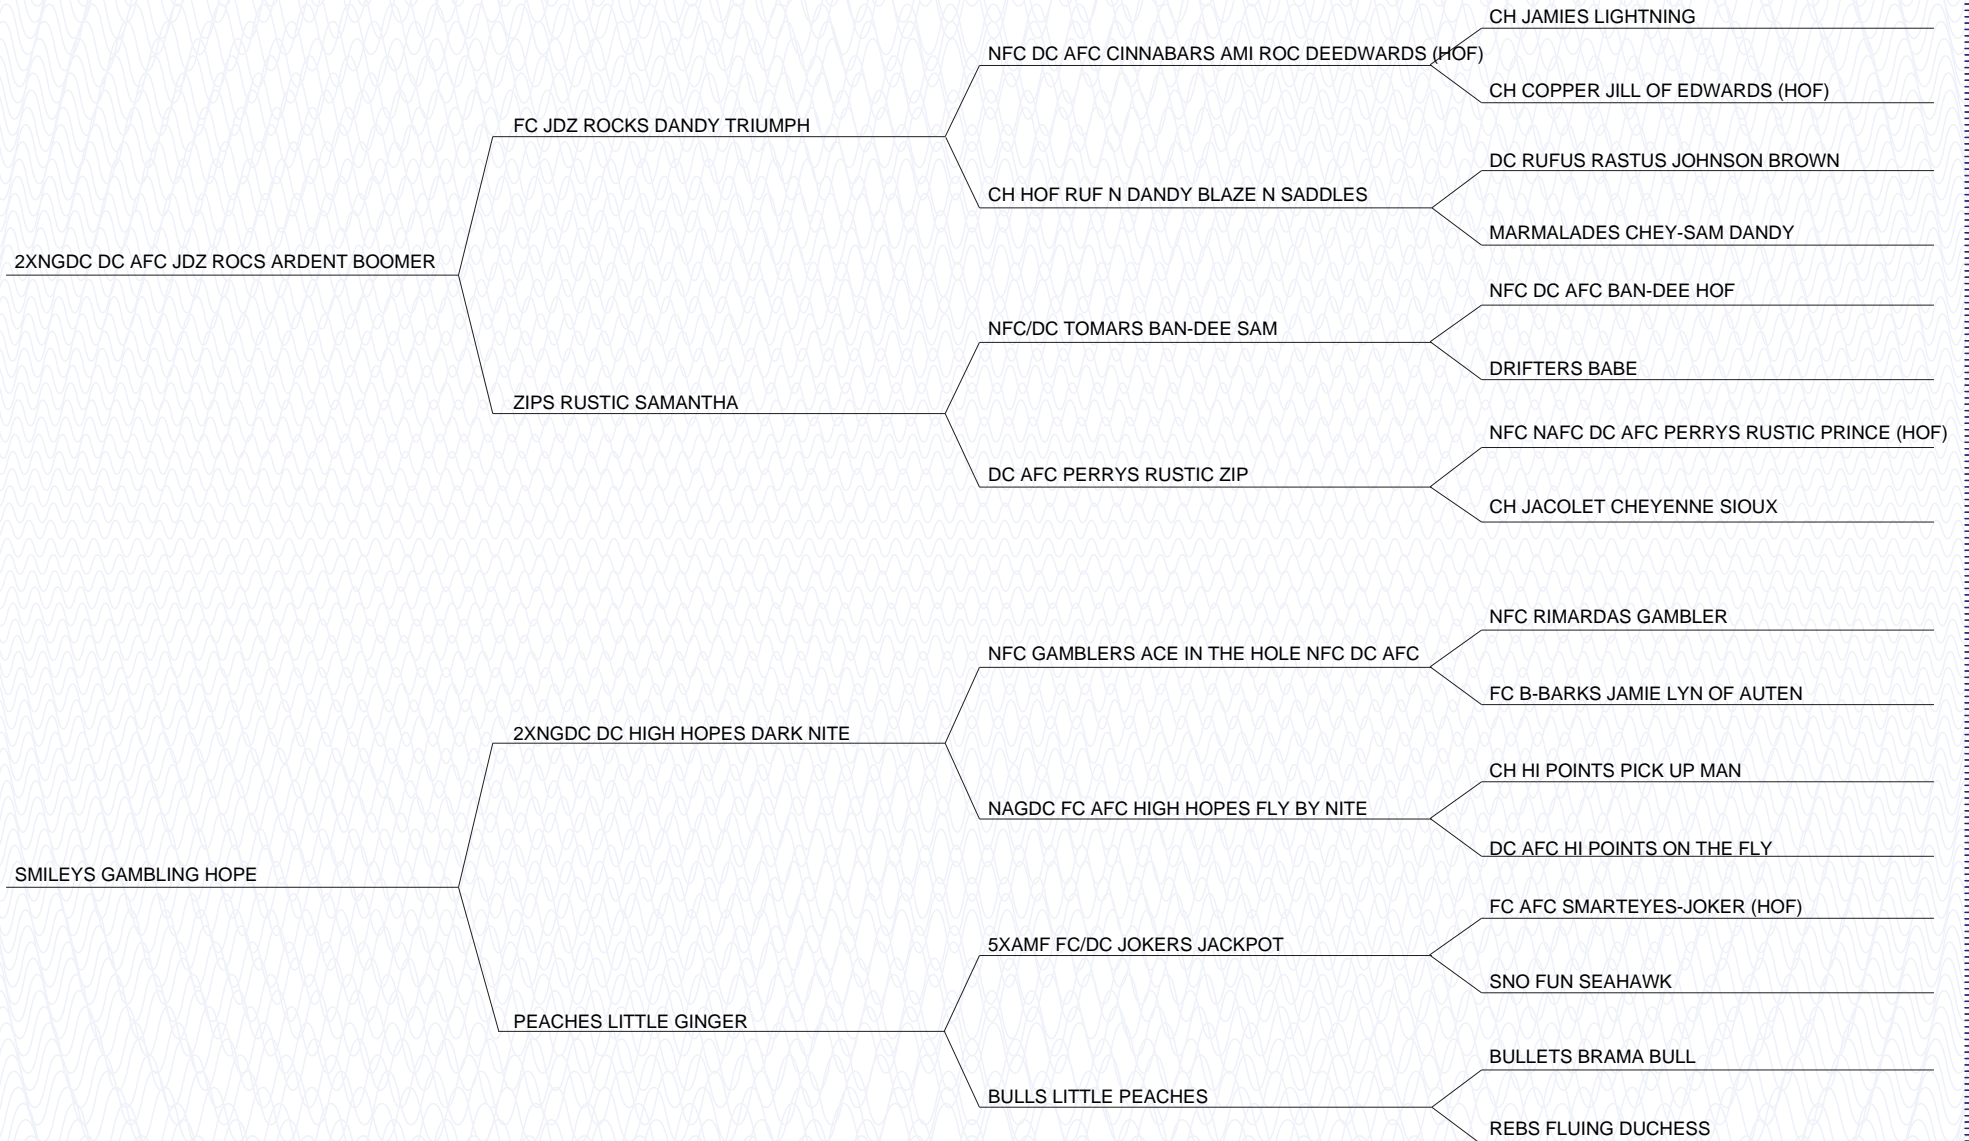 CH JAMIES LIGHTNING
NFC DC AFC CINNABARS AMI ROC DEEDWARDS (HOF)
CH COPPER JILL OF EDWARDS (HOF)
FC JDZ ROCKS DANDY TRIUMPH
DC RUFUS RASTUS JOHNSON BROWN
CH HOF RUF N DANDY BLAZE N SADDLES
MARMALADES CHEY-SAM DANDY
2XNGDC DC AFC JDZ ROCS ARDENT BOOMER
NFC DC AFC BAN-DEE HOF
NFC/DC TOMARS BAN-DEE SAM
DRIFTERS BABE
ZIPS RUSTIC SAMANTHA
NFC NAFC DC AFC PERRYS RUSTIC PRINCE (HOF)
DC AFC PERRYS RUSTIC ZIP
CH JACOLET CHEYENNE SIOUX
NFC RIMARDAS GAMBLER
NFC GAMBLERS ACE IN THE HOLE NFC DC AFC
FC B-BARKS JAMIE LYN OF AUTEN
2XNGDC DC HIGH HOPES DARK NITE
CH HI POINTS PICK UP MAN
NAGDC FC AFC HIGH HOPES FLY BY NITE
DC AFC HI POINTS ON THE FLY
SMILEYS GAMBLING HOPE
FC AFC SMARTEYES-JOKER (HOF)
5XAMF FC/DC JOKERS JACKPOT
SNO FUN SEAHAWK
PEACHES LITTLE GINGER
BULLETS BRAMA BULL
BULLS LITTLE PEACHES
REBS FLUING DUCHESS